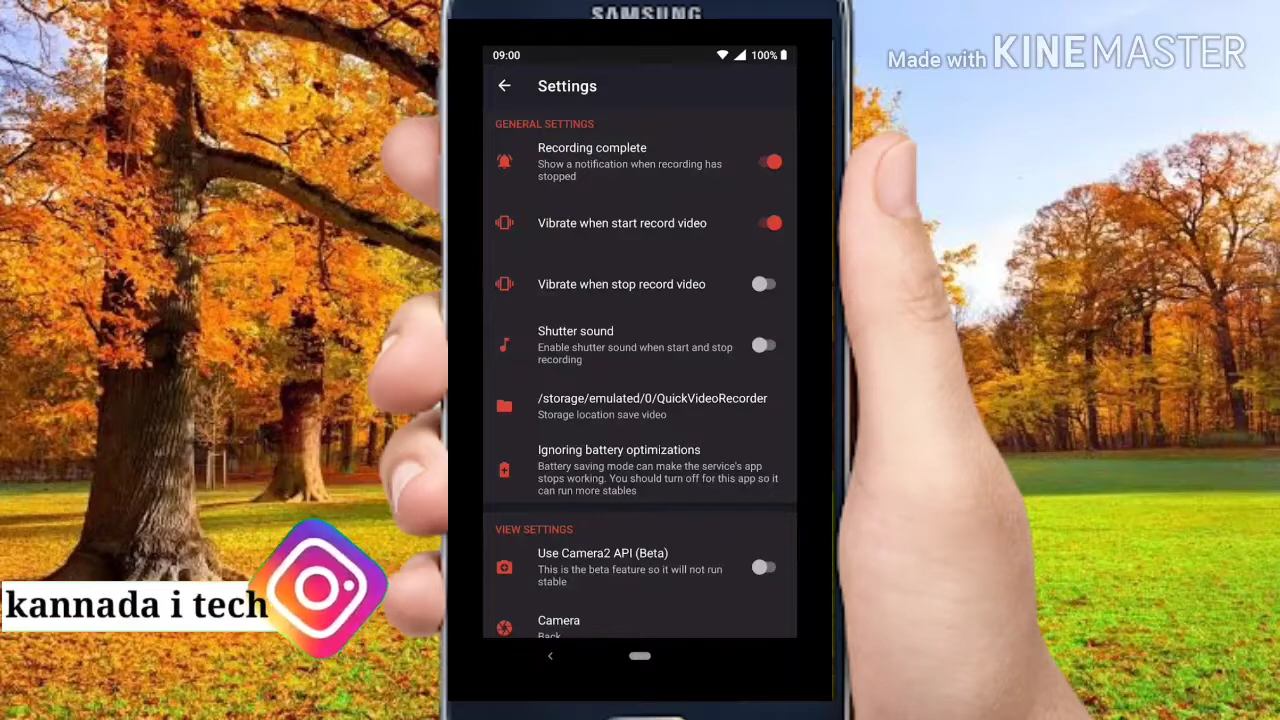 SAMSUNG
Made with KINEMASTER
09:00
100%
Settings
GENERAL SETTINGS
Recording complete
Show a notification when recording has
stopped
Vibrate when start record video
Vibrate when stop record video
Shutter sound
Enable shutter sound when start and stop
recording
/storage/emulated/0/QuickVideoRecorder
Storage location save video
Ignoring battery optimizations
Battery saving mode can make the service's app
stops working. You should turn off for this app so it
can run more stables
VIEW SETTINGS
Use Camera2 API (Beta)
This is the beta feature so it will not run
stable
Camera
Back
kannada i tech